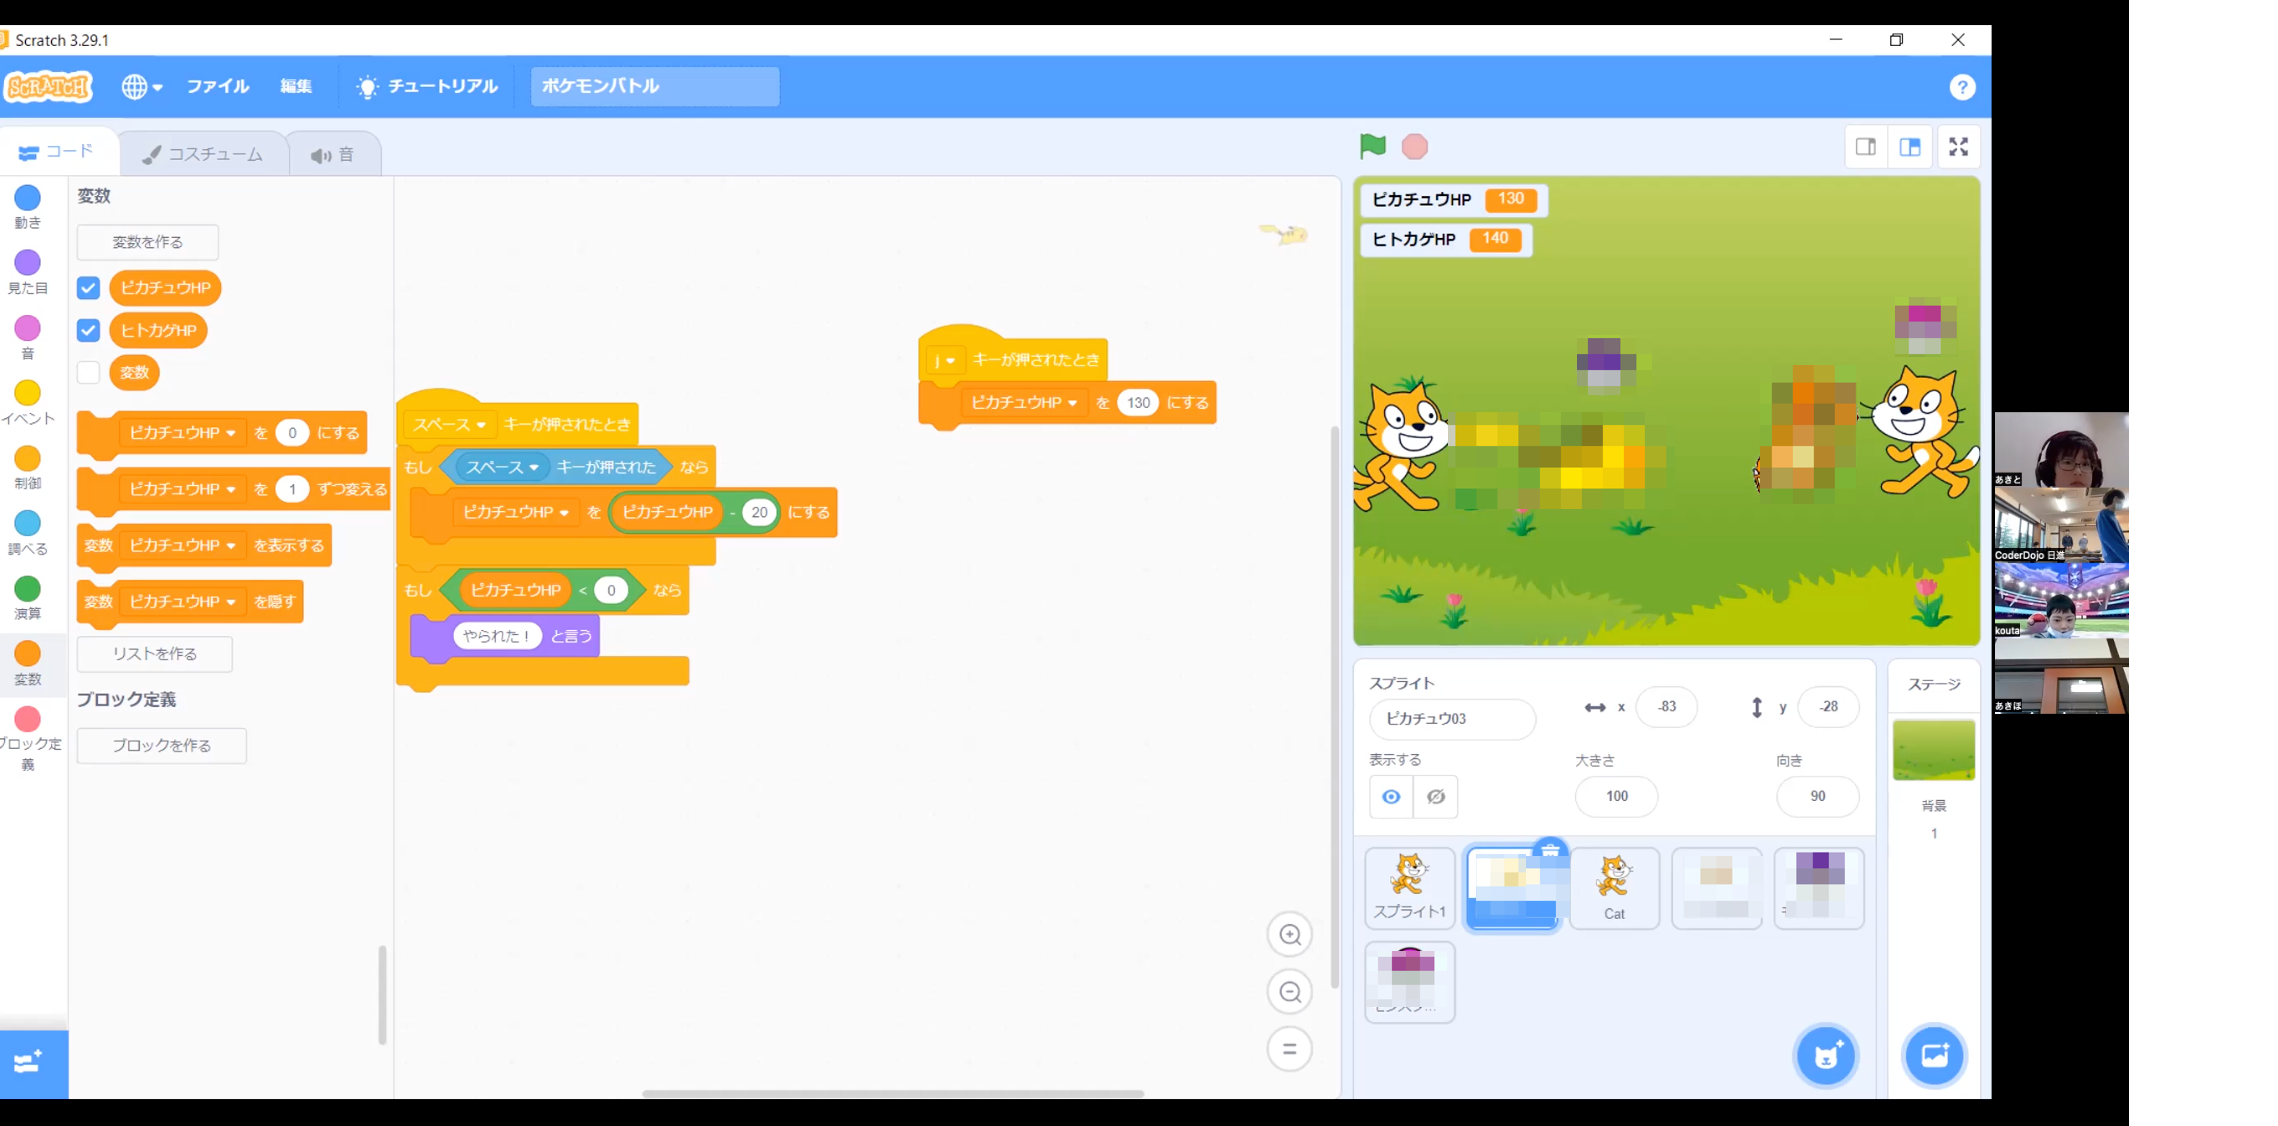 Scratch 3.29.1
SCRATCH
ファイル
編集
チュートリアル
ポケモンバトル
?
コード
コスチューム
音
動き
見た目
音
イベント
制御
調べる
演算
変数
ブロック定
義
変数
変数を作る
ピカチュウHP
ヒトカゲHP
変数
ピカチュウHP を 0 にする
ピカチュウHP を 1 ずつ変える
変数 ピカチュウHP を表示する
変数 ピカチュウHP を隠す
リストを作る
ブロック定義
ブロックを作る
スペース キーが押されたとき
もし スペース キーが押された なら
ピカチュウHP を ピカチュウHP - 20 にする
もし ピカチュウHP < 0 なら
やられた! と言う
j キーが押されたとき
ピカチュウHP を 130 にする
ピカチュウHP 130
ヒトカゲHP 140
スプライト
ピカチュウ03
x -83
y -28
表示する
大きさ
100
向き
90
スプライト1
Cat
ステージ
背景
1
あきと
CoderDojo 日進
kouta
あきほ